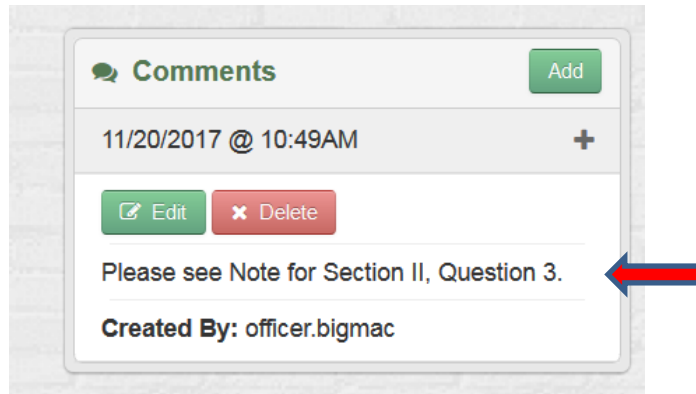 Comments Add
11/20/2017 @ 10:49AM
Edit Delete
Please see Note for Section II, Question 3.
Created By: officer.bigmac